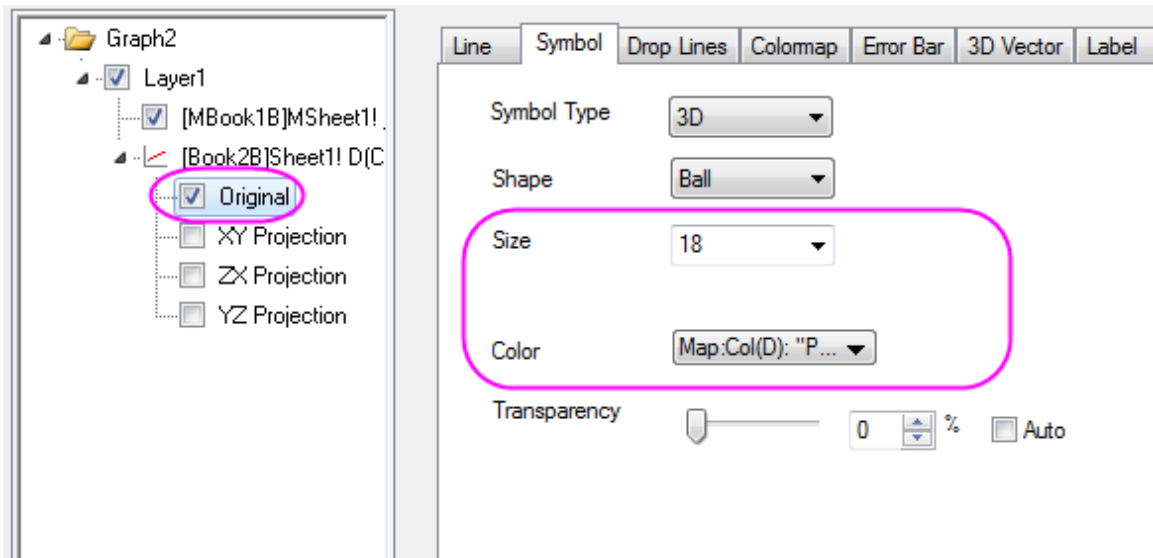 Graph2
Layer1
[MBook1B]MSheet1!
[Book2B]Sheet1! D(C
Original
XY Projection
ZX Projection
YZ Projection
Line Symbol Drop Lines Colormap Error Bar 3D Vector Label
Symbol Type 3D
Shape Ball
Size 18
Color Map:Col(D): "P...
Transparency 0 % Auto